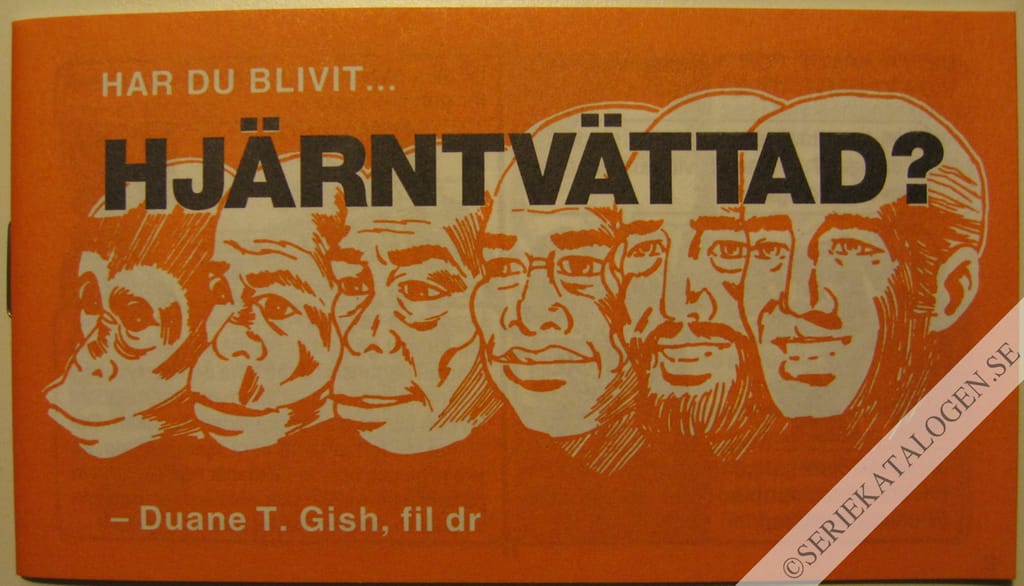 HAR DU BLIVIT...
HJÄRNTVÄTTAD?
– Duane T. Gish, fil dr
©SERIEKATALOGEN.SE